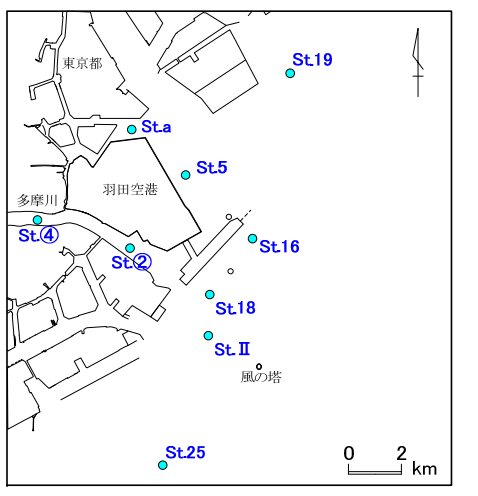 St.19
東京都
St.a
St.5
羽田空港
多摩川
St.④
St.16
St.②
St.18
St.Ⅱ
風の塔
St.25
0 2
km